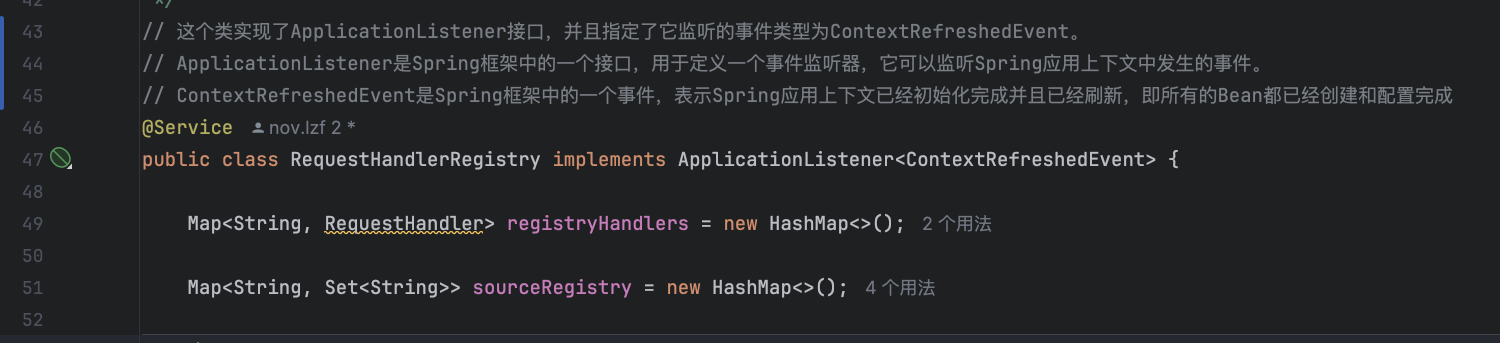 42 */
43 // 这个类实现了ApplicationListener接口，并且指定了它监听的事件类型为ContextRefreshedEvent。
44 // ApplicationListener是Spring框架中的一个接口，用于定义一个事件监听器，它可以监听Spring应用上下文中发生的事件。
45 // ContextRefreshedEvent是Spring框架中的一个事件，表示Spring应用上下文已经初始化完成并且已经刷新，即所有的Bean都已经创建和配置完成
46 @Service nov.lzf 2 *
47 public class RequestHandlerRegistry implements ApplicationListener<ContextRefreshedEvent> {
48
49 Map<String, RequestHandler> registryHandlers = new HashMap<>(); 2 个用法
50
51 Map<String, Set<String>> sourceRegistry = new HashMap<>(); 4 个用法
52